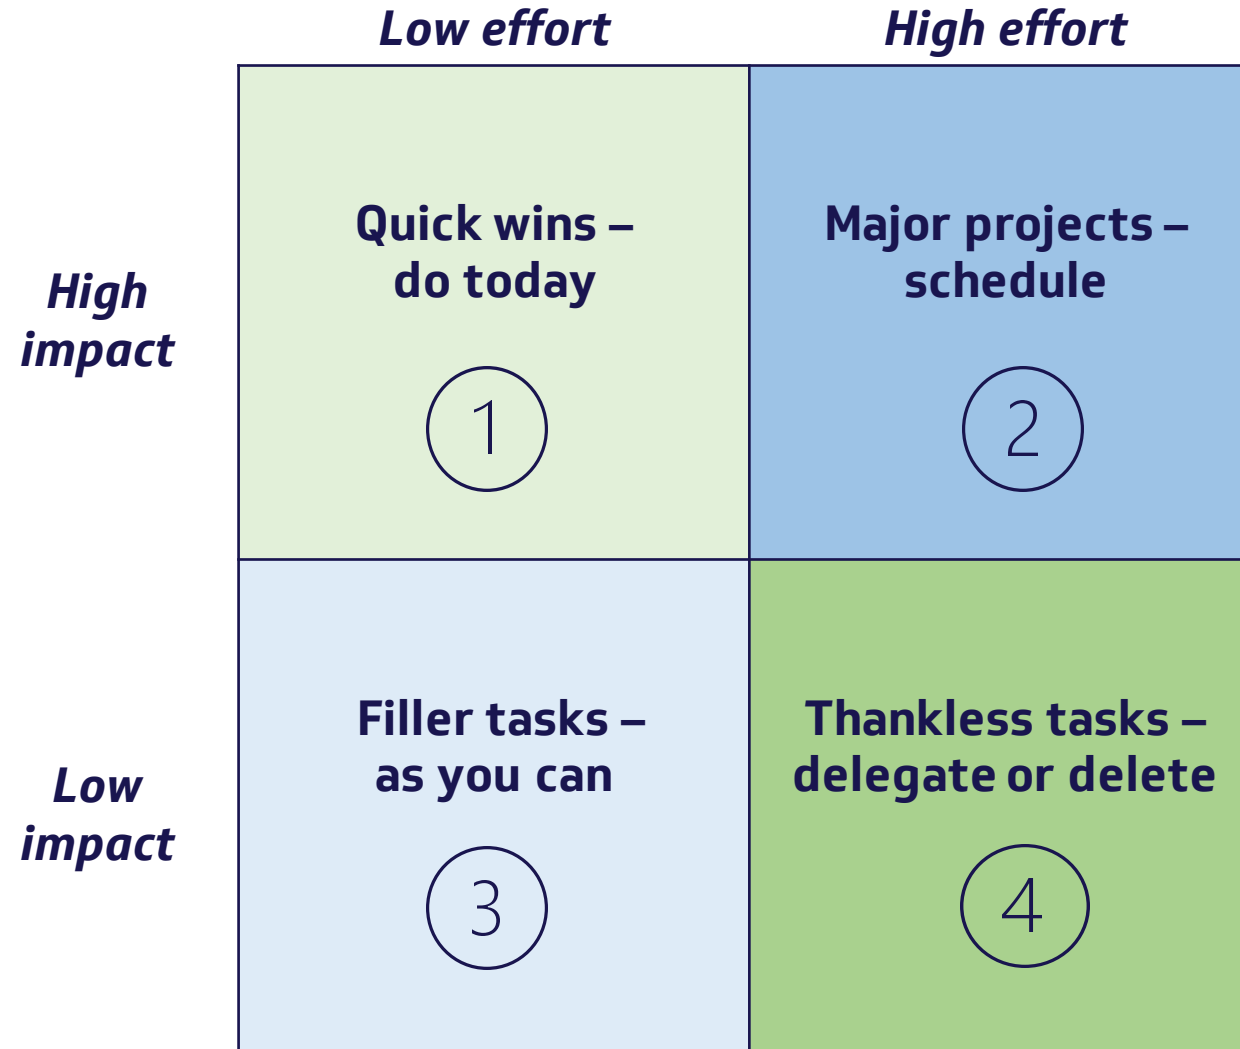 Low effort
High effort
High
impact
Quick wins –
do today
1
Major projects –
schedule
2
Low
impact
Filler tasks –
as you can
3
Thankless tasks –
delegate or delete
4